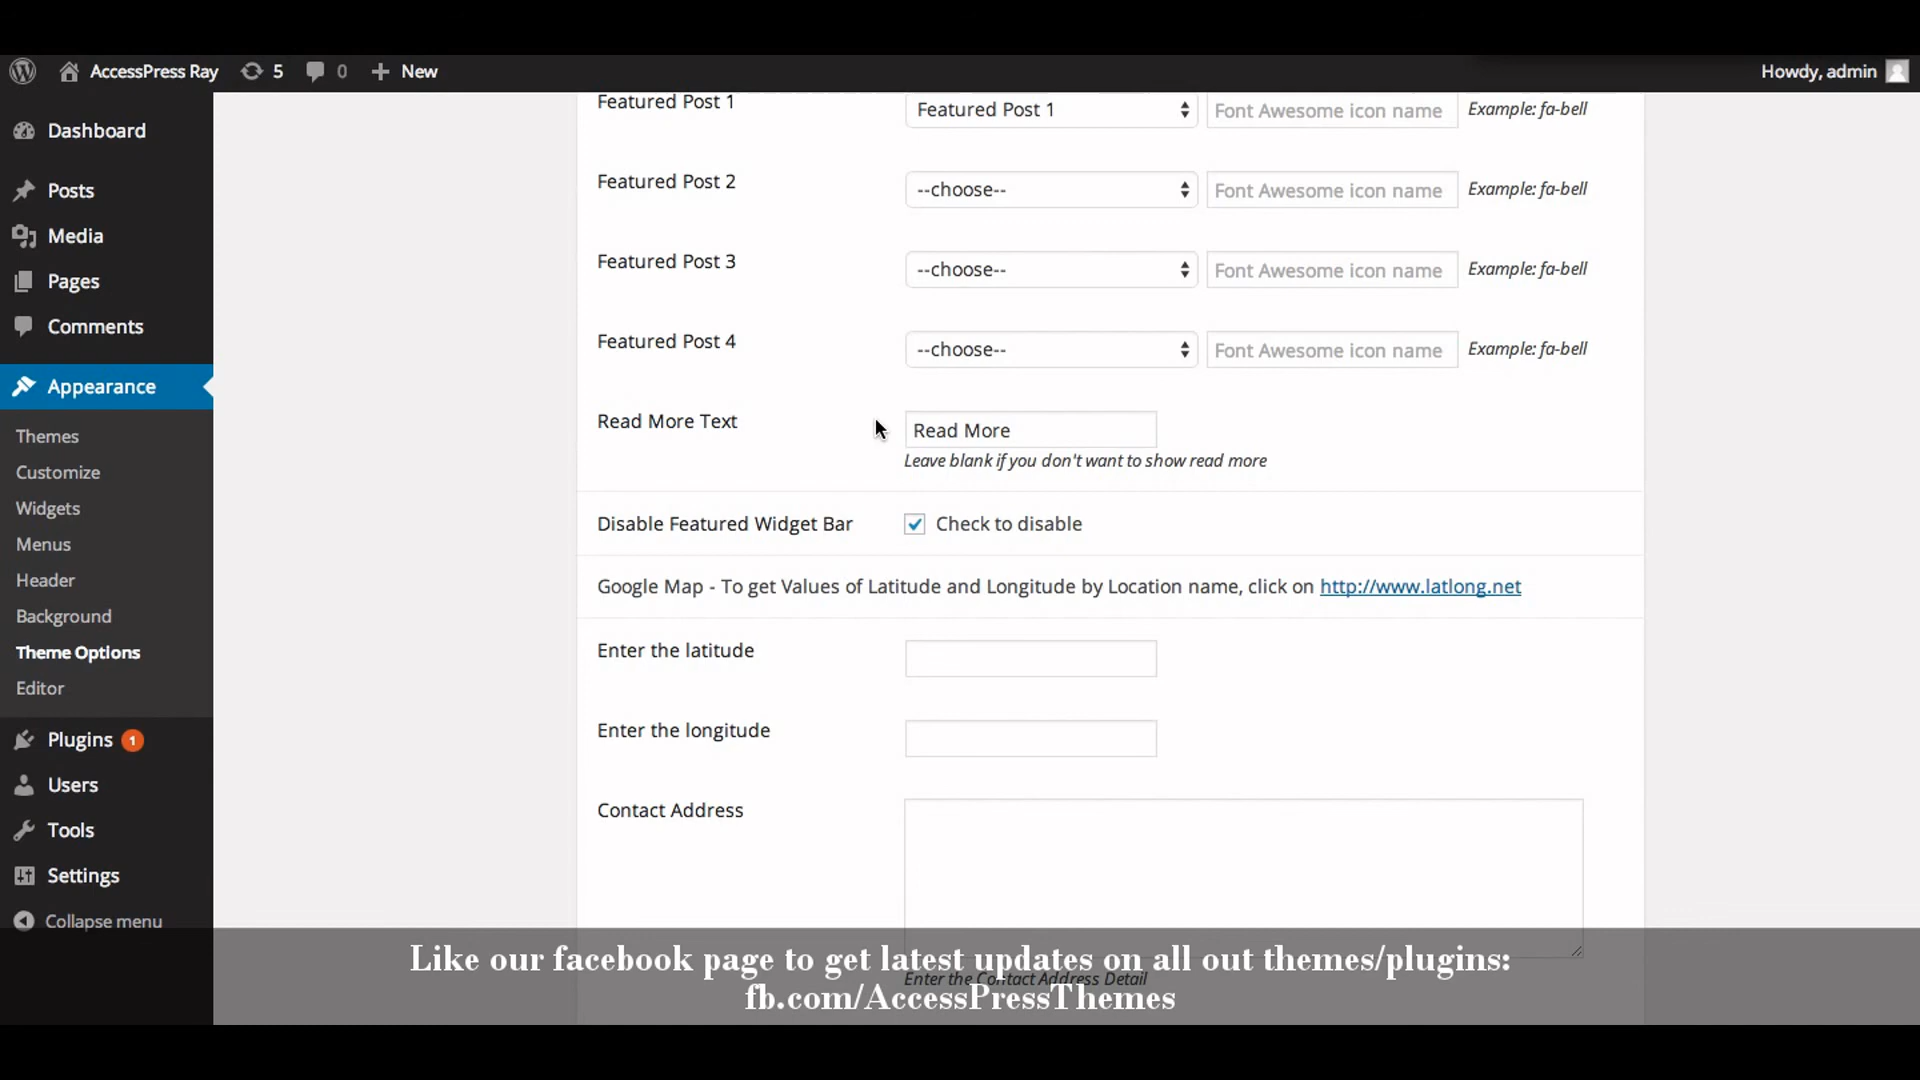 AccessPress Ray 5 0 New Howdy, admin
Dashboard
Posts
Media
Pages
Comments
Appearance
Themes
Customize
Widgets
Menus
Header
Background
Theme Options
Editor
Plugins 1
Users
Tools
Settings
Collapse menu
Featured Post 1 Featured Post 1 Font Awesome icon name Example: fa-bell
Featured Post 2 --choose-- Font Awesome icon name Example: fa-bell
Featured Post 3 --choose-- Font Awesome icon name Example: fa-bell
Featured Post 4 --choose-- Font Awesome icon name Example: fa-bell
Read More Text Read More
Leave blank if you don't want to show read more
Disable Featured Widget Bar Check to disable
Google Map - To get Values of Latitude and Longitude by Location name, click on http://www.latlong.net
Enter the latitude
Enter the longitude
Contact Address
Enter the Contact Address Detail
Like our facebook page to get latest updates on all out themes/plugins:
fb.com/AccessPressThemes